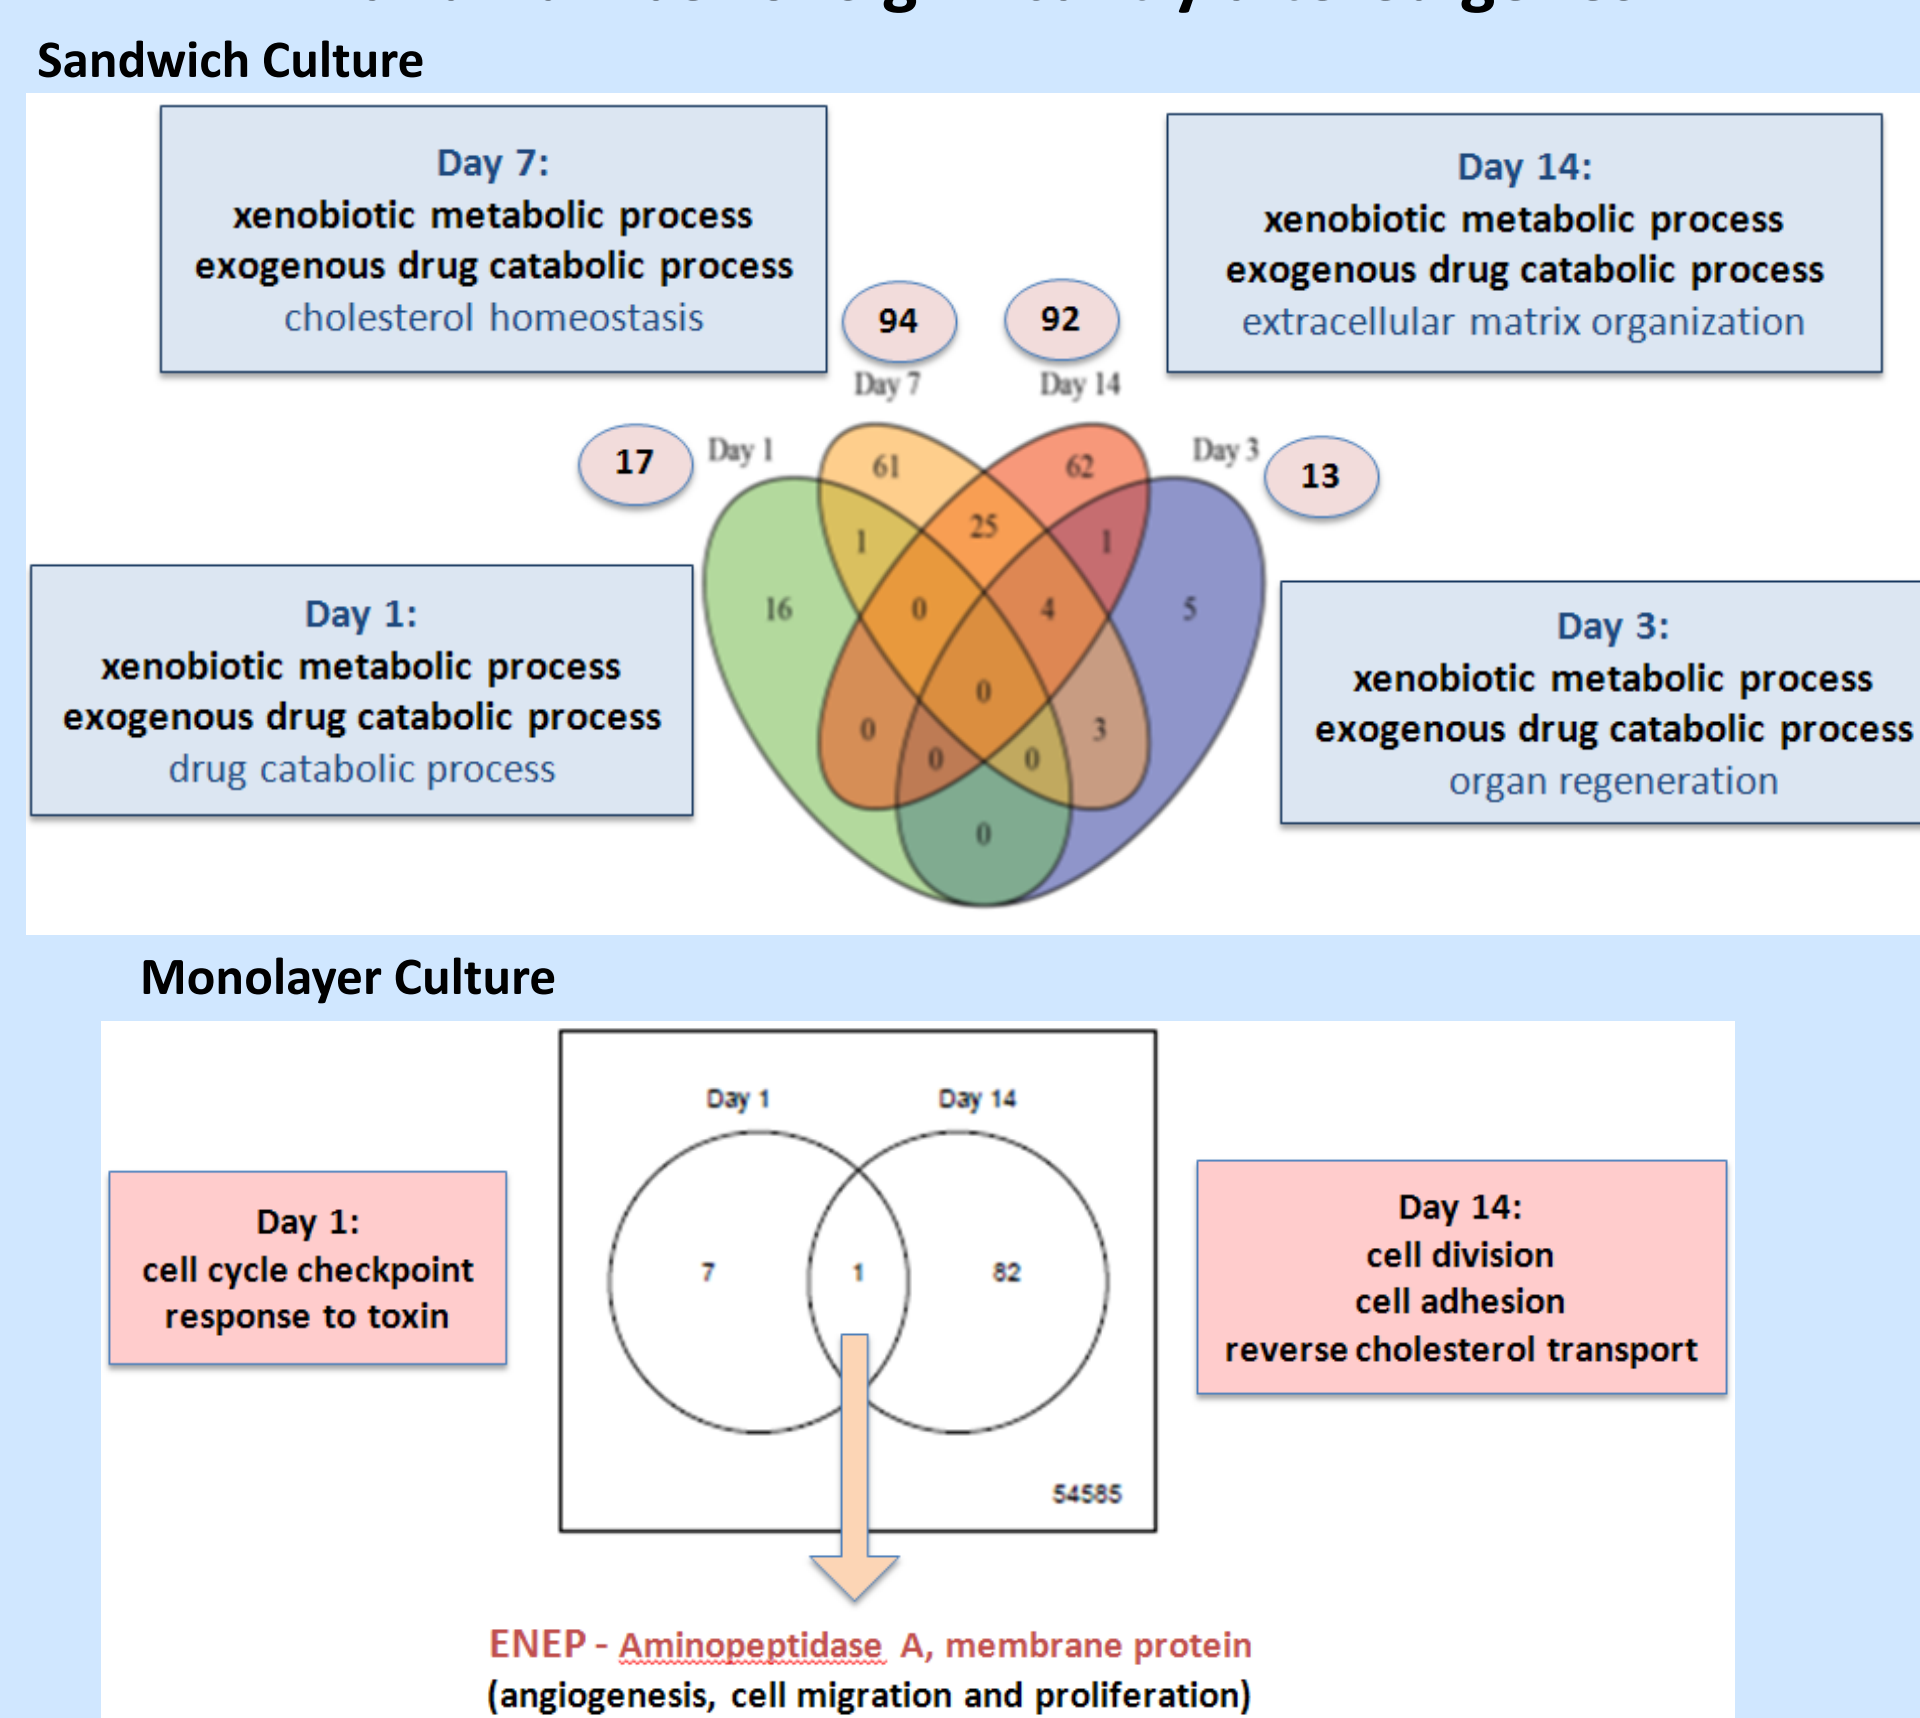 Sandwich Culture
Day 7:
xenobiotic metabolic process
exogenous drug catabolic process
cholesterol homeostasis
Day 14:
xenobiotic metabolic process
exogenous drug catabolic process
extracellular matrix organization
94
92
Day 7
Day 14
17
Day 1
Day 3
13
61
62
25
1
1
16
0
4
5
0
0
3
0
0
0
Day 1:
xenobiotic metabolic process
exogenous drug catabolic process
drug catabolic process
Day 3:
xenobiotic metabolic process
exogenous drug catabolic process
organ regeneration
Monolayer Culture
Day 1
Day 14
7
1
82
54585
Day 1:
cell cycle checkpoint
response to toxin
Day 14:
cell division
cell adhesion
reverse cholesterol transport
ENEP - Aminopeptidase A, membrane protein
(angiogenesis, cell migration and proliferation)